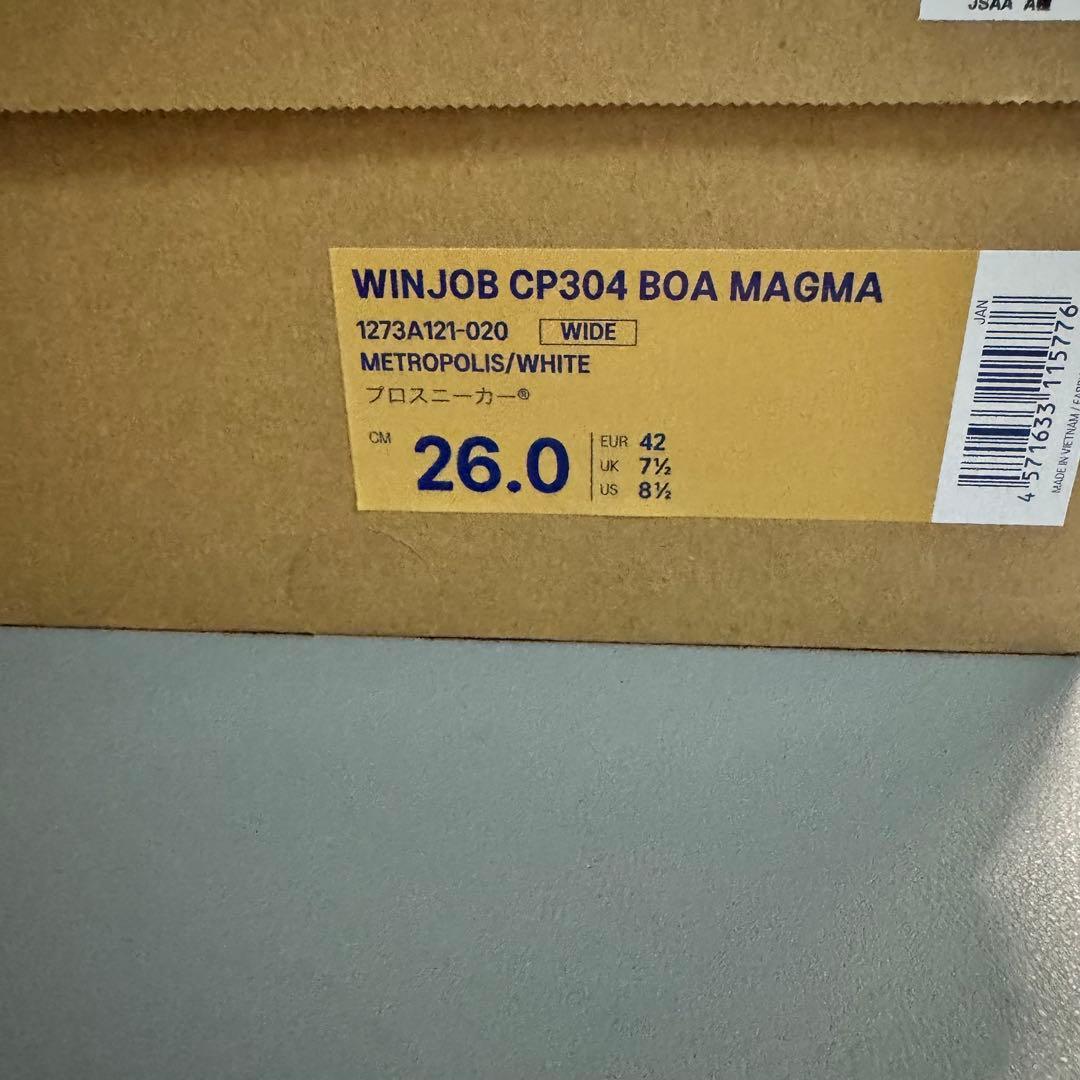 JSAA A
WINJOB CP304 BOA MAGMA
1273A121-020 WIDE
METROPOLIS/WHITE
プロスニーカー®
CM 26.0
EUR 42
UK 7½
US 8½
JAN
4 571633 115776
MADE IN VIETNAM /